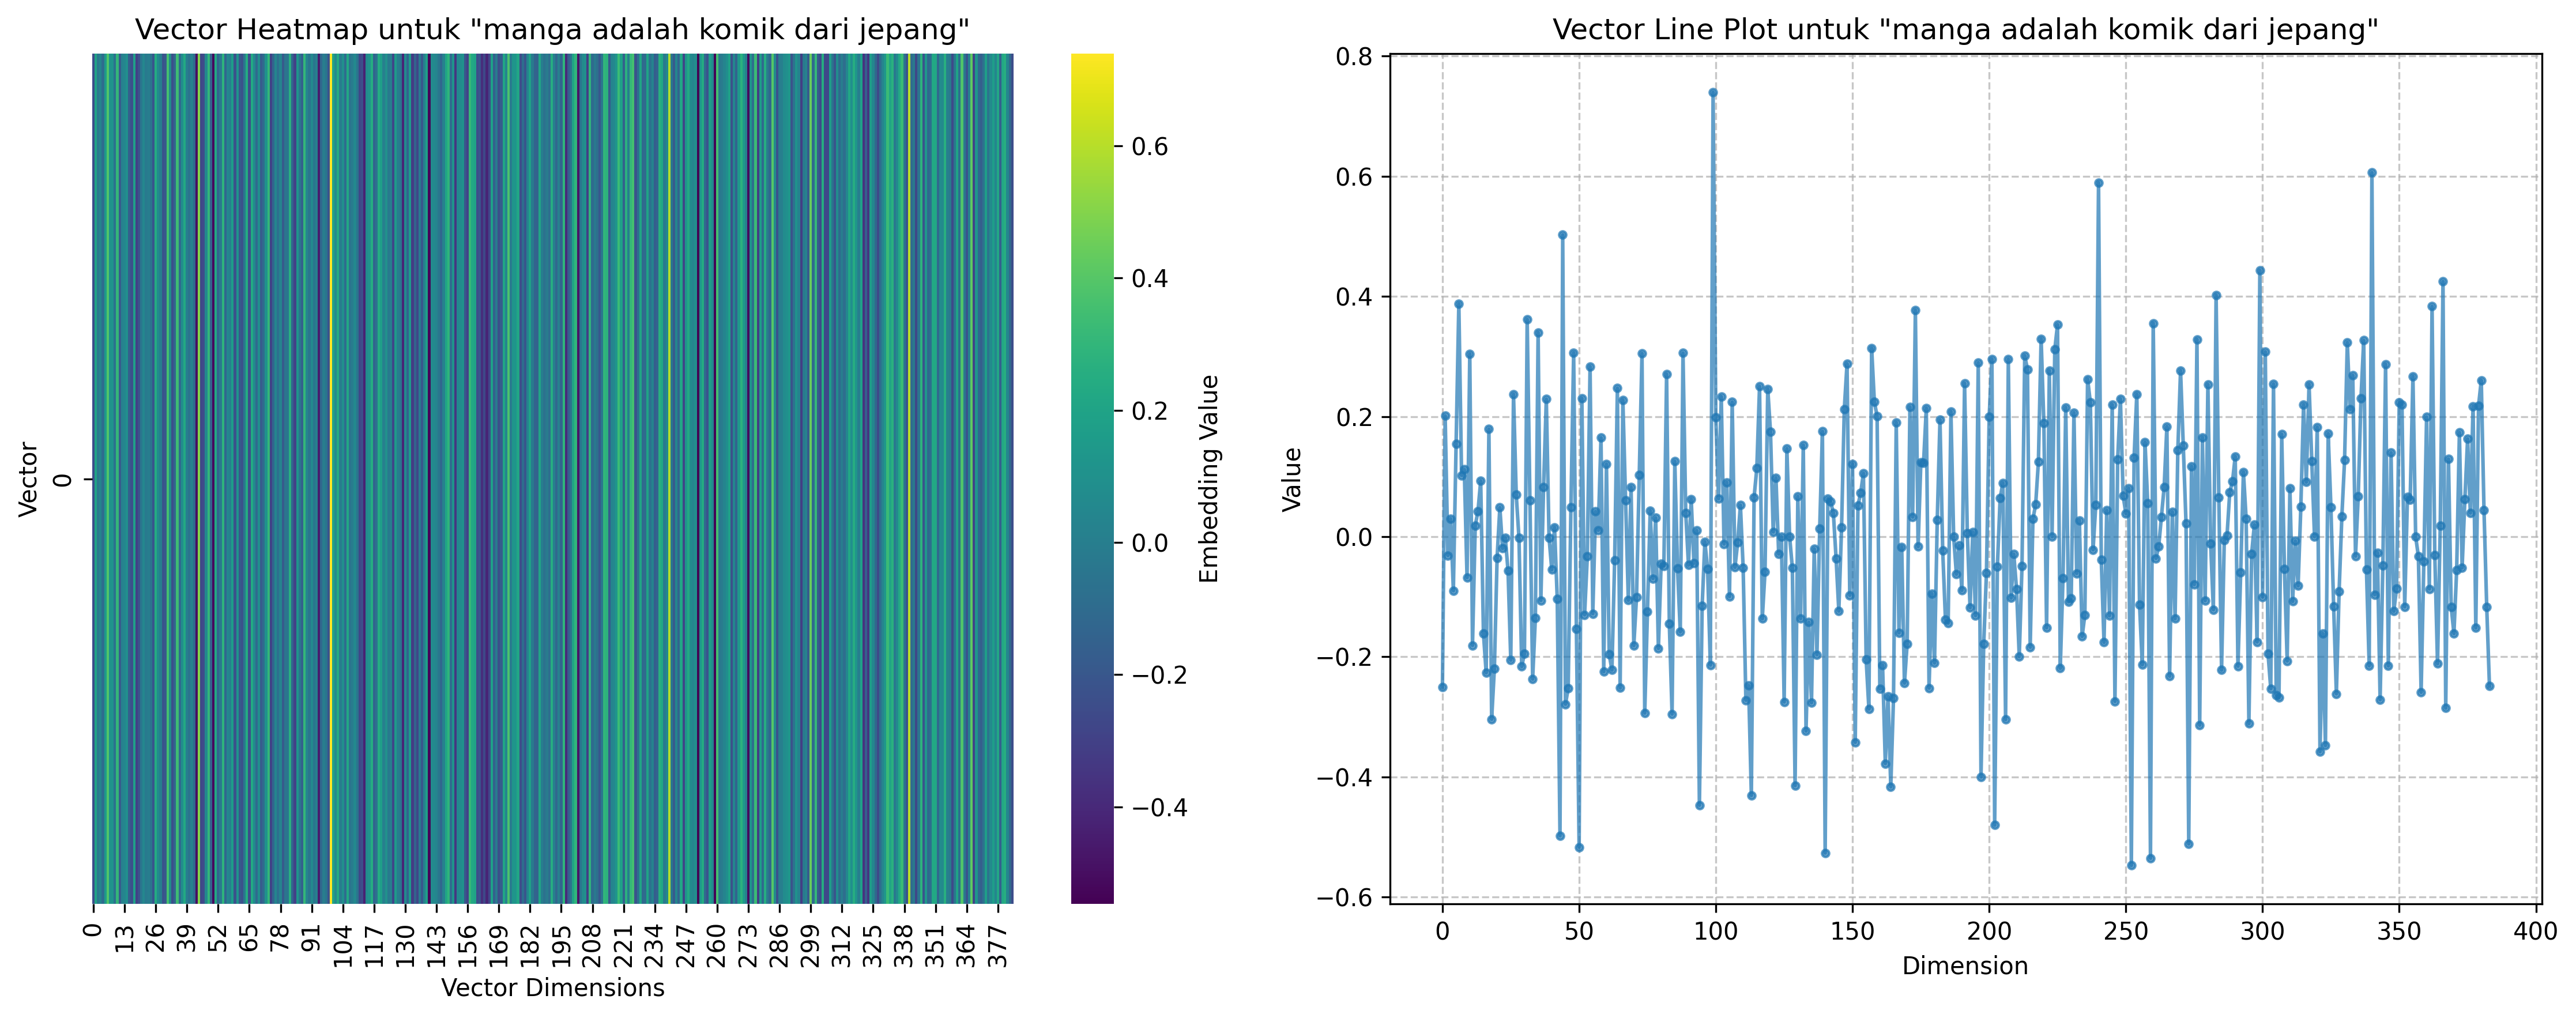 Vector Heatmap untuk "manga adalah komik dari jepang"
Vector
0
0 13 26 39 52 65 78 91 104 117 130 143 156 169 182 195 208 221 234 247 260 273 286 299 312 325 338 351 364 377
Vector Dimensions
0.6
0.4
0.2
0.0
−0.2
−0.4
Embedding Value
Vector Line Plot untuk "manga adalah komik dari jepang"
Value
0.8
0.6
0.4
0.2
0.0
−0.2
−0.4
−0.6
0 50 100 150 200 250 300 350 400
Dimension